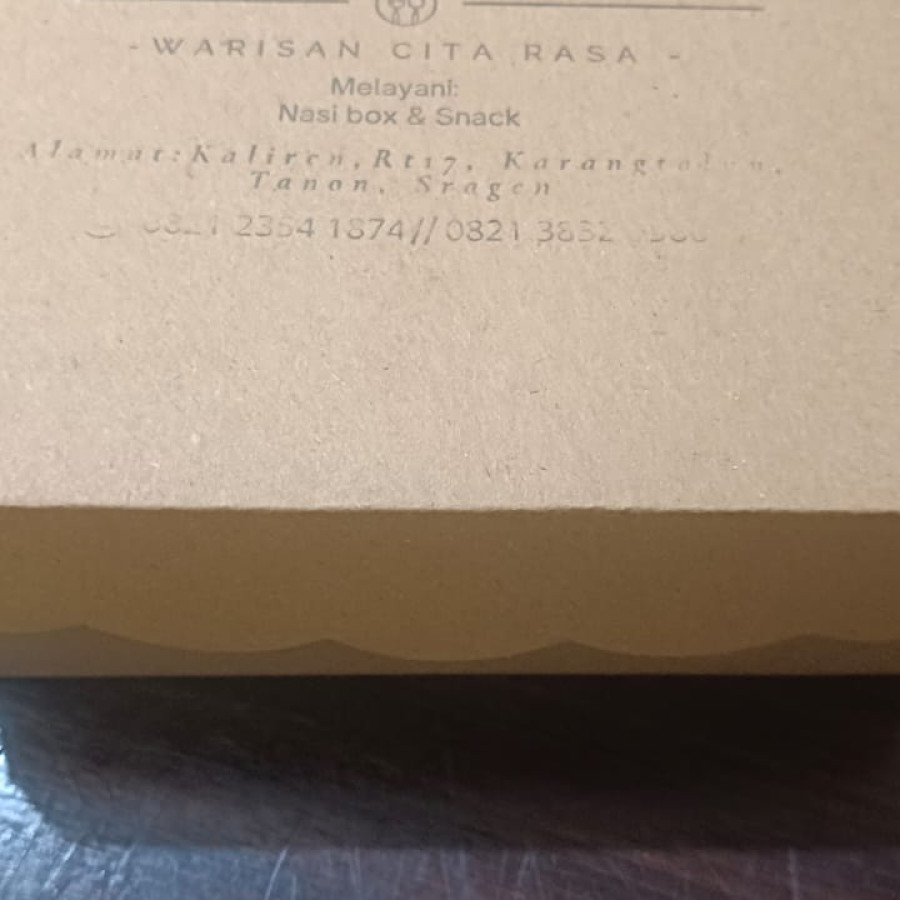 - WARISAN CITA RASA -
Melayani:
Nasi box & Snack
Alamat:Kaliren,Rt17,
Tanon, Sragen
2354 1874// 0821